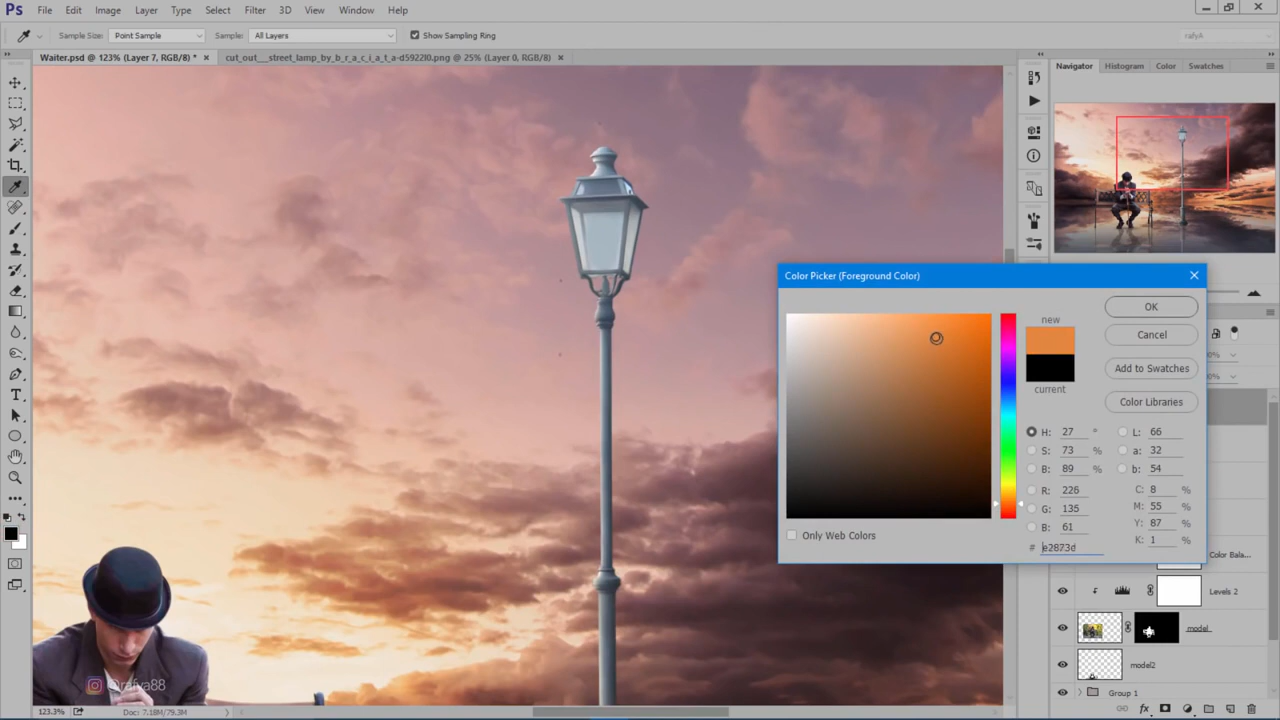 Ps File Edit Image Layer Type Select Filter 3D View Window Help
Sample Size: Point Sample Sample: All Layers Show Sampling Ring rafyA
Waiter.psd @ 123% (Layer 7, RGB/8) * × cut_out__street_lamp_by_b_r_a_c_i_a_t_a-d5922l0.png @ 25% (Layer 0, RGB/8) ×
Navigator Histogram Color Swatches
Color Picker (Foreground Color)
new
current
OK
Cancel
Add to Swatches
Color Libraries
H: 27 ° L: 66
S: 73 % a: 32
B: 89 % b: 54
R: 226 C: 8 %
G: 135 M: 55 %
B: 61 Y: 87 %
# e2873d K: 1 %
Only Web Colors
Color Bala...
Levels 2
model
model2
Group 1
@rafya88
123.3% Doc: 7.18M/79.3M
fx